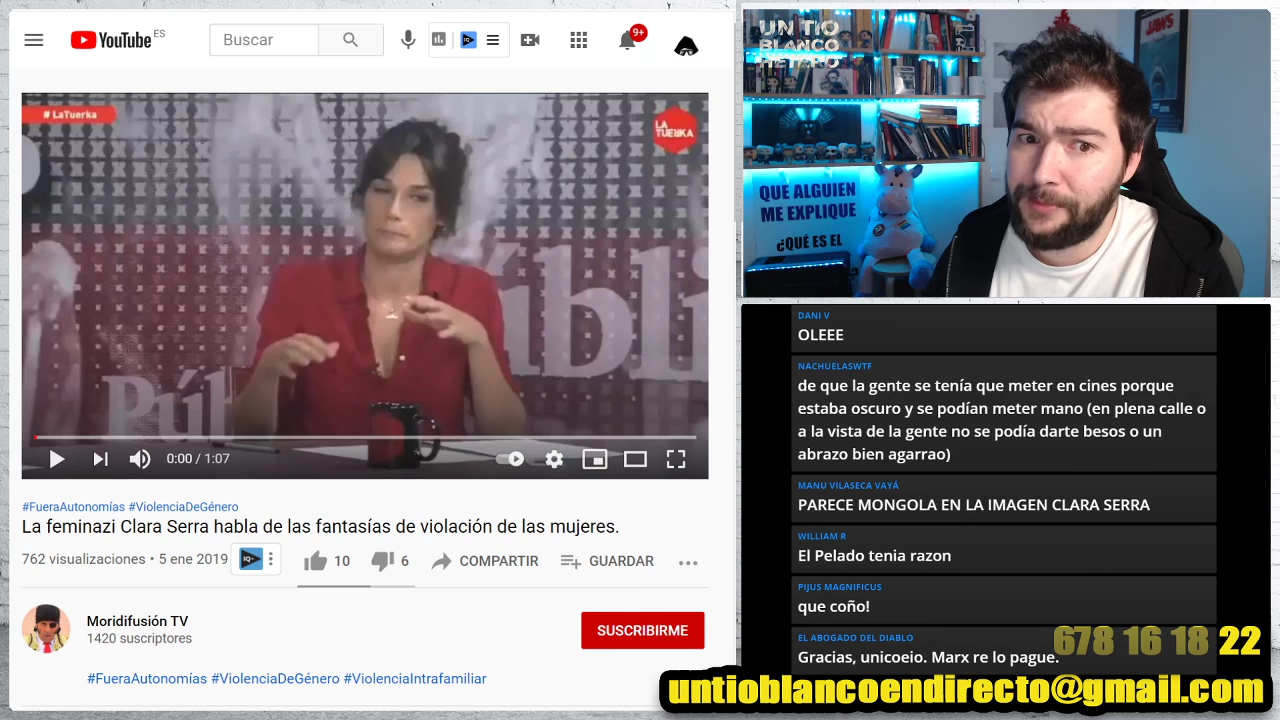 YouTube ES
Buscar
9+
# LaTuerka
LA TUERKA
Públi
Públ
0:00 / 1:07
#FueraAutonomías #ViolenciaDeGénero
La feminazi Clara Serra habla de las fantasías de violación de las mujeres.
762 visualizaciones • 5 ene 2019
10
6
COMPARTIR
GUARDAR
Moridifusión TV
1420 suscriptores
SUSCRIBIRME
#FueraAutonomías #ViolenciaDeGénero #ViolenciaIntrafamiliar
UN TIO
BLANCO
HETERO
JAWS
QUE ALGUIEN
ME EXPLIQUE
¿QUÉ ES EL
DANI V
OLEEE
NACHUELASWTF
de que la gente se tenía que meter en cines porque
estaba oscuro y se podían meter mano (en plena calle o
a la vista de la gente no se podía darte besos o un
abrazo bien agarrao)
MANU VILASECA VAYÁ
PARECE MONGOLA EN LA IMAGEN CLARA SERRA
WILLIAM R
El Pelado tenia razon
PIJUS MAGNIFICUS
que coño!
EL ABOGADO DEL DIABLO
Gracias, unicoeio. Marx re lo pague.
678 16 18 22
untioblancoendirecto@gmail.com